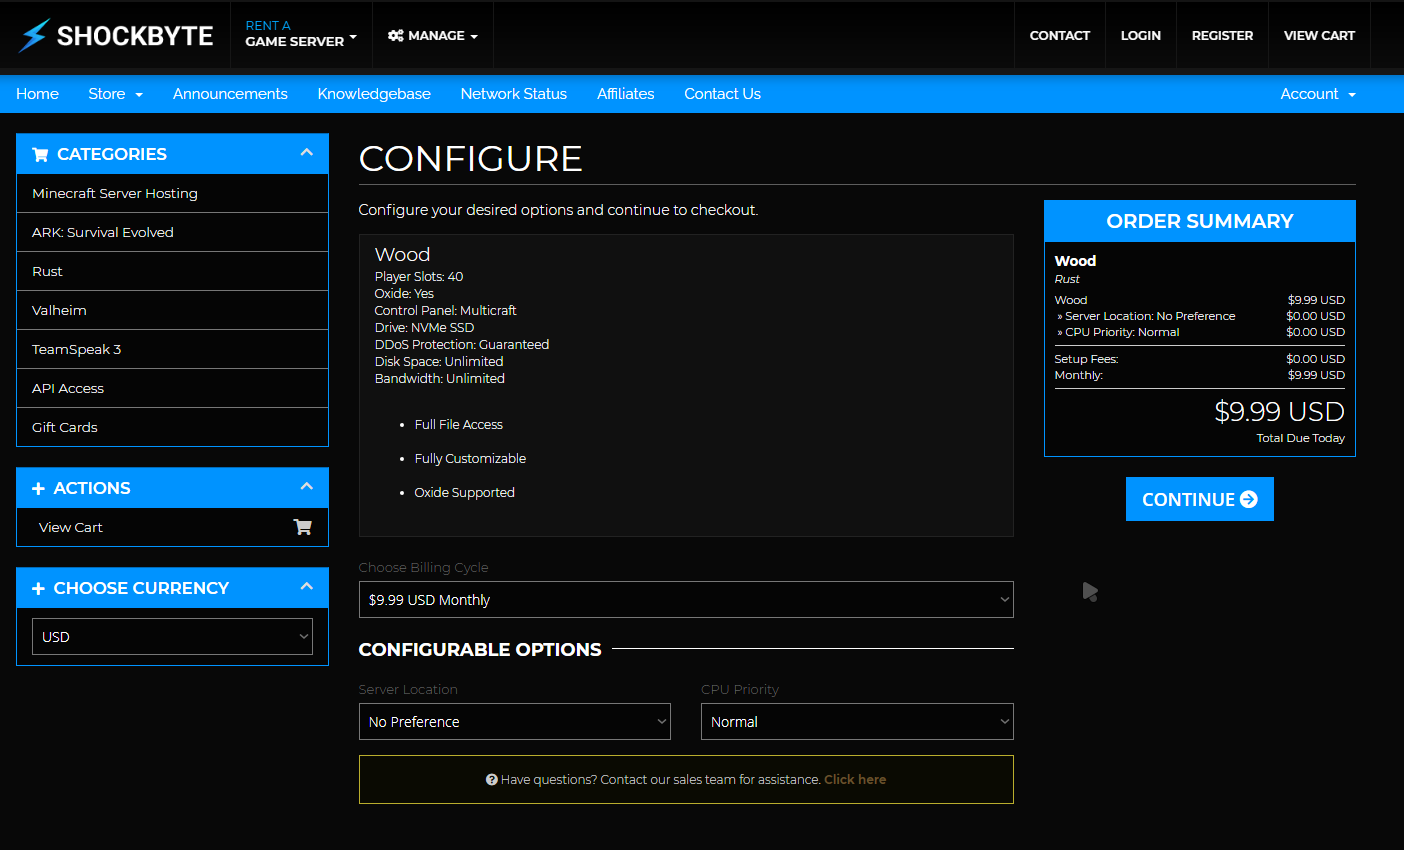 SHOCKBYTE
RENT A
GAME SERVER
MANAGE
CONTACT
LOGIN
REGISTER
VIEW CART
Home
Store
Announcements
Knowledgebase
Network Status
Affiliates
Contact Us
Account
CATEGORIES
Minecraft Server Hosting
ARK: Survival Evolved
Rust
Valheim
TeamSpeak 3
API Access
Gift Cards
ACTIONS
View Cart
CHOOSE CURRENCY
USD
CONFIGURE
Configure your desired options and continue to checkout.
Wood
Player Slots: 40
Oxide: Yes
Control Panel: Multicraft
Drive: NVMe SSD
DDoS Protection: Guaranteed
Disk Space: Unlimited
Bandwidth: Unlimited
• Full File Access
• Fully Customizable
• Oxide Supported
Choose Billing Cycle
$9.99 USD Monthly
CONFIGURABLE OPTIONS
Server Location
No Preference
CPU Priority
Normal
Have questions? Contact our sales team for assistance. Click here
ORDER SUMMARY
Wood
Rust
Wood $9.99 USD
» Server Location: No Preference $0.00 USD
» CPU Priority: Normal $0.00 USD
Setup Fees: $0.00 USD
Monthly: $9.99 USD
$9.99 USD
Total Due Today
CONTINUE